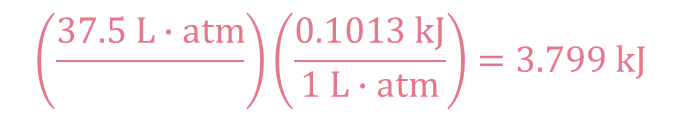 (37.5 L · atm / ) (0.1013 kJ / 1 L · atm) = 3.799 kJ